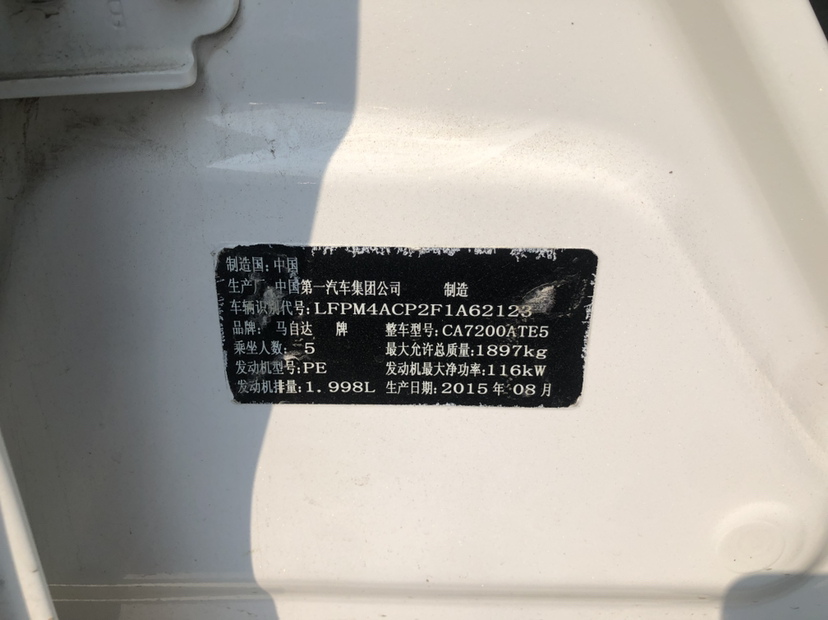 制造国:中国
生产厂:中国第一汽车集团公司 制造
车辆识别代号:LFPM4ACP2F1A62123
品牌:马自达 牌 整车型号:CA7200ATE5
乘坐人数:5 最大允许总质量:1897kg
发动机型号:PE 发动机最大净功率:116kW
发动机排量:1.998L 生产日期:2015年08月